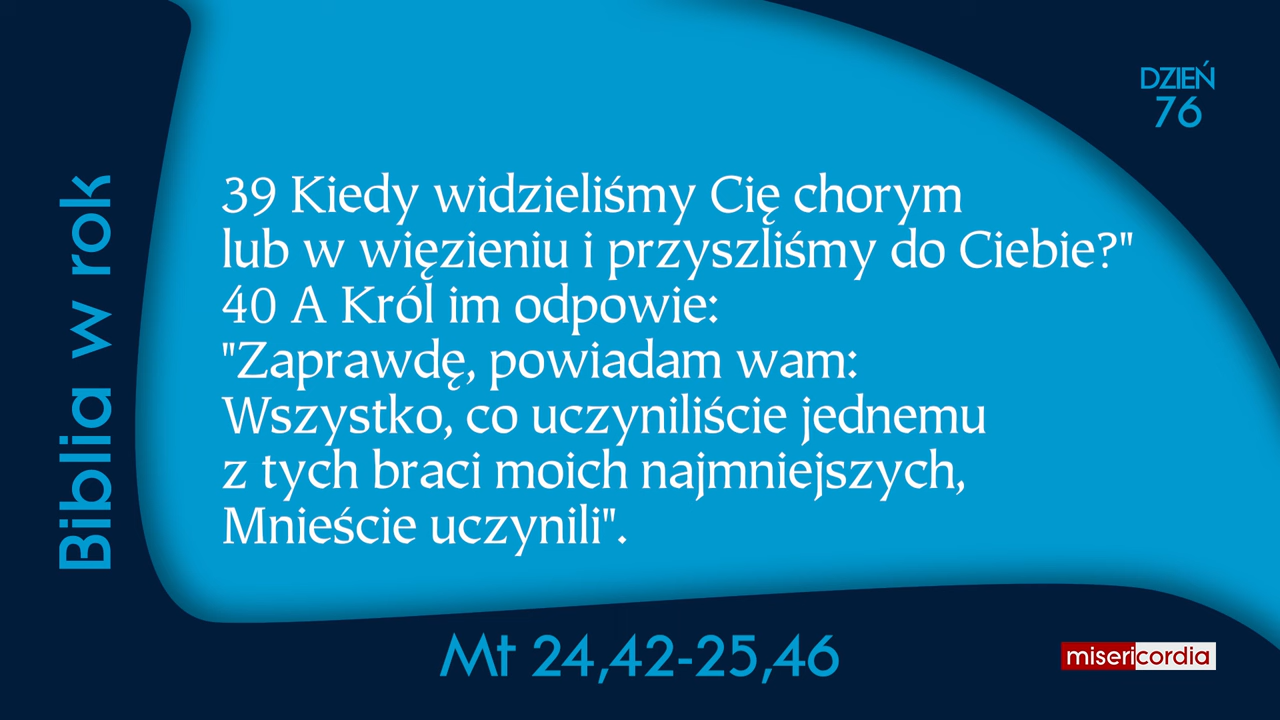 DZIEŃ
76
Biblia w rok
39 Kiedy widzieliśmy Cię chorym
lub w więzieniu i przyszliśmy do Ciebie?"
40 A Król im odpowie:
"Zaprawdę, powiadam wam:
Wszystko, co uczyniliście jednemu
z tych braci moich najmniejszych,
Mnieście uczynili".
Mt 24,42-25,46
misericordia